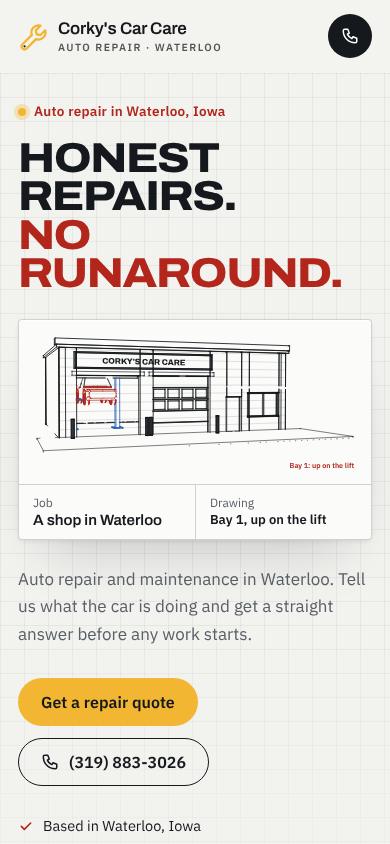 Corky's Car Care
AUTO REPAIR · WATERLOO
Auto repair in Waterloo, Iowa
HONEST
REPAIRS.
NO
RUNAROUND.
CORKY'S CAR CARE
Bay 1: up on the lift
Job
A shop in Waterloo
Drawing
Bay 1, up on the lift
Auto repair and maintenance in Waterloo. Tell
us what the car is doing and get a straight
answer before any work starts.
Get a repair quote
(319) 883-3026
Based in Waterloo, Iowa